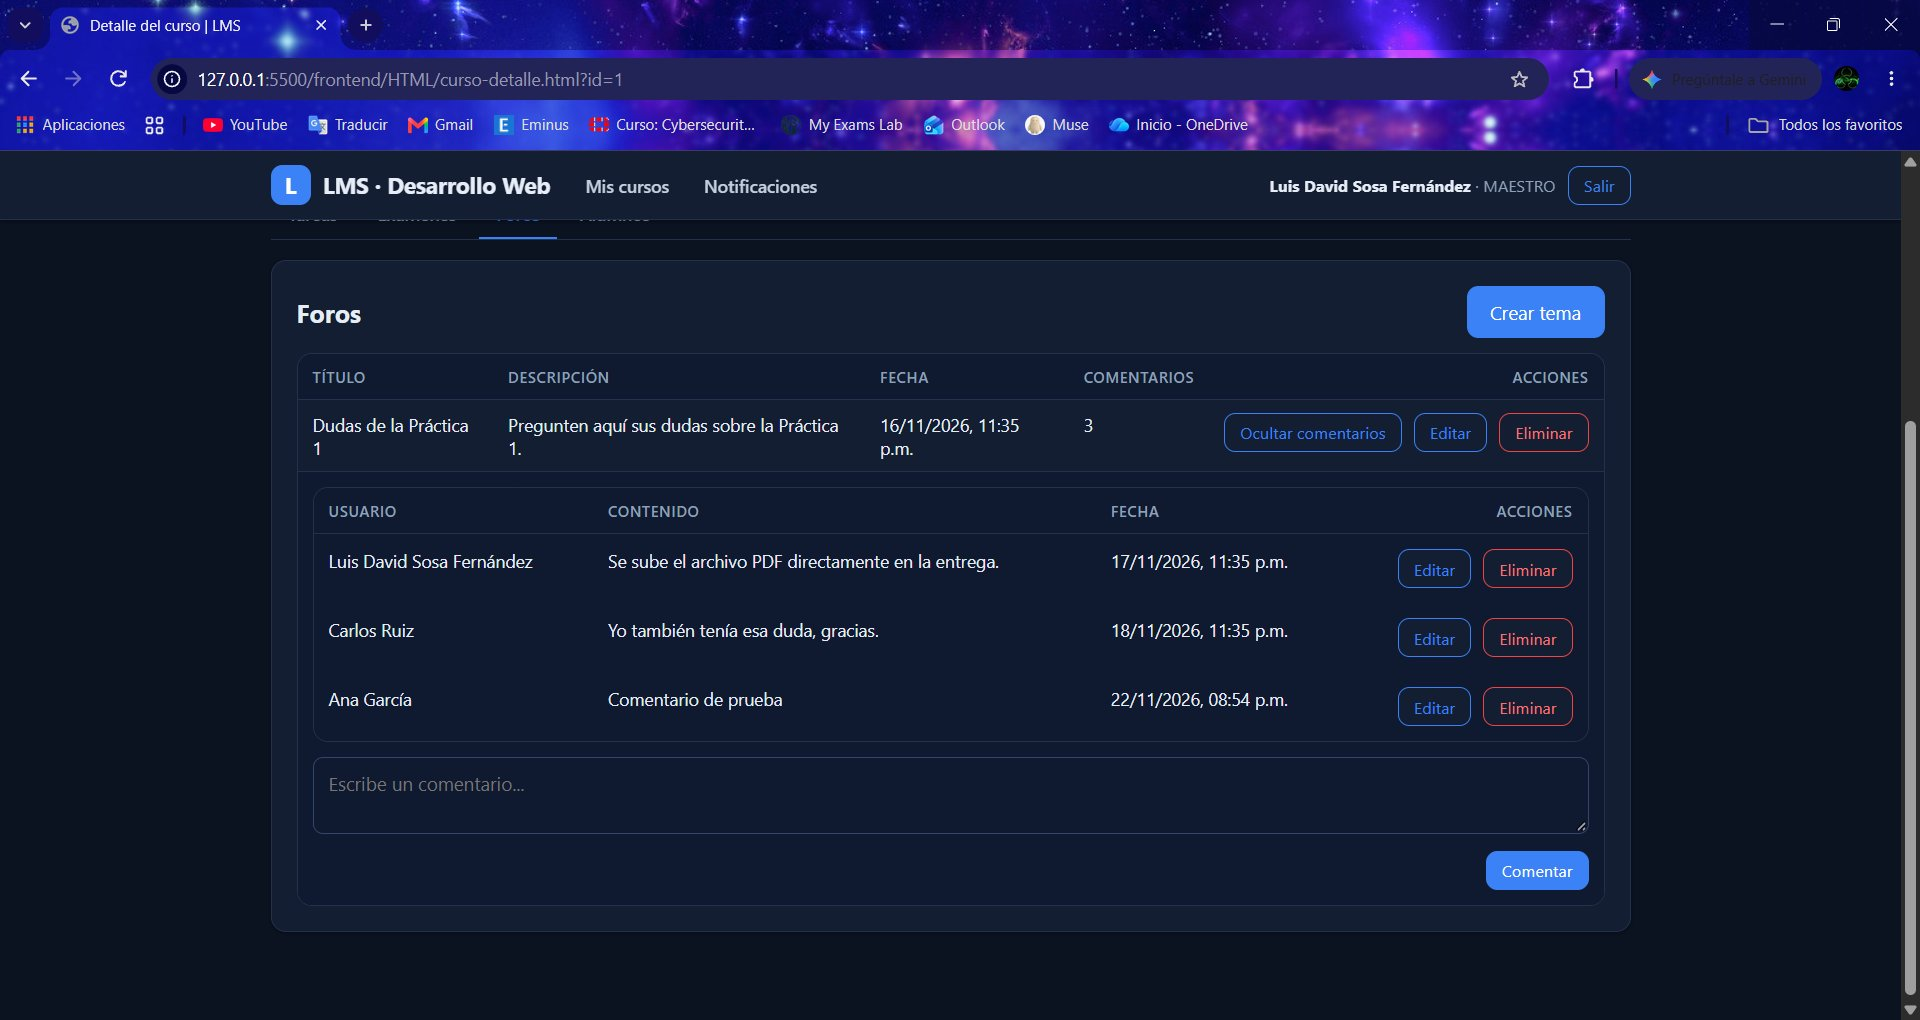 Detalle del curso | LMS
127.0.0.1:5500/frontend/HTML/curso-detalle.html?id=1
Pregúntale a Gemini
Aplicaciones
YouTube
Traducir
Gmail
Eminus
Curso: Cybersecurit...
My Exams Lab
Outlook
Muse
Inicio - OneDrive
Todos los favoritos
L LMS · Desarrollo Web
Mis cursos
Notificaciones
Luis David Sosa Fernández · MAESTRO
Salir
Foros
Crear tema
TÍTULO DESCRIPCIÓN FECHA COMENTARIOS ACCIONES
Dudas de la Práctica
1
Pregunten aquí sus dudas sobre la Práctica
1.
16/11/2026, 11:35
p.m.
3
Ocultar comentarios
Editar
Eliminar
USUARIO CONTENIDO FECHA ACCIONES
Luis David Sosa Fernández Se sube el archivo PDF directamente en la entrega. 17/11/2026, 11:35 p.m. Editar Eliminar
Carlos Ruiz Yo también tenía esa duda, gracias. 18/11/2026, 11:35 p.m. Editar Eliminar
Ana García Comentario de prueba 22/11/2026, 08:54 p.m. Editar Eliminar
Escribe un comentario...
Comentar